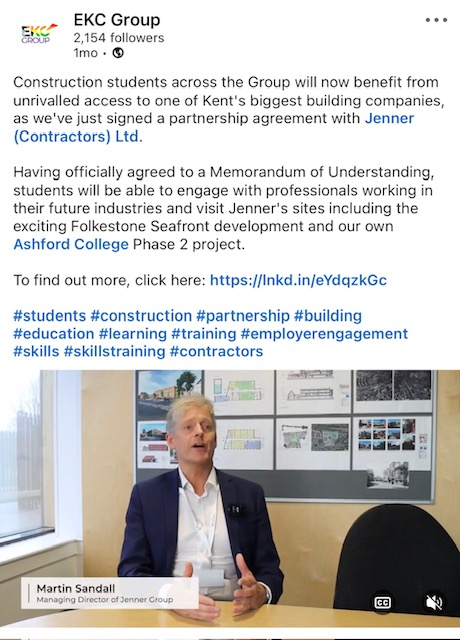 EKC
GROUP
EKC Group
2,154 followers
1mo •
Construction students across the Group will now benefit from
unrivalled access to one of Kent's biggest building companies,
as we've just signed a partnership agreement with Jenner
(Contractors) Ltd.
Having officially agreed to a Memorandum of Understanding,
students will be able to engage with professionals working in
their future industries and visit Jenner's sites including the
exciting Folkestone Seafront development and our own
Ashford College Phase 2 project.
To find out more, click here: https://lnkd.in/eYdqzkGc
#students #construction #partnership #building
#education #learning #training #employerengagement
#skills #skillstraining #contractors
Martin Sandall
Managing Director of Jenner Group
CC